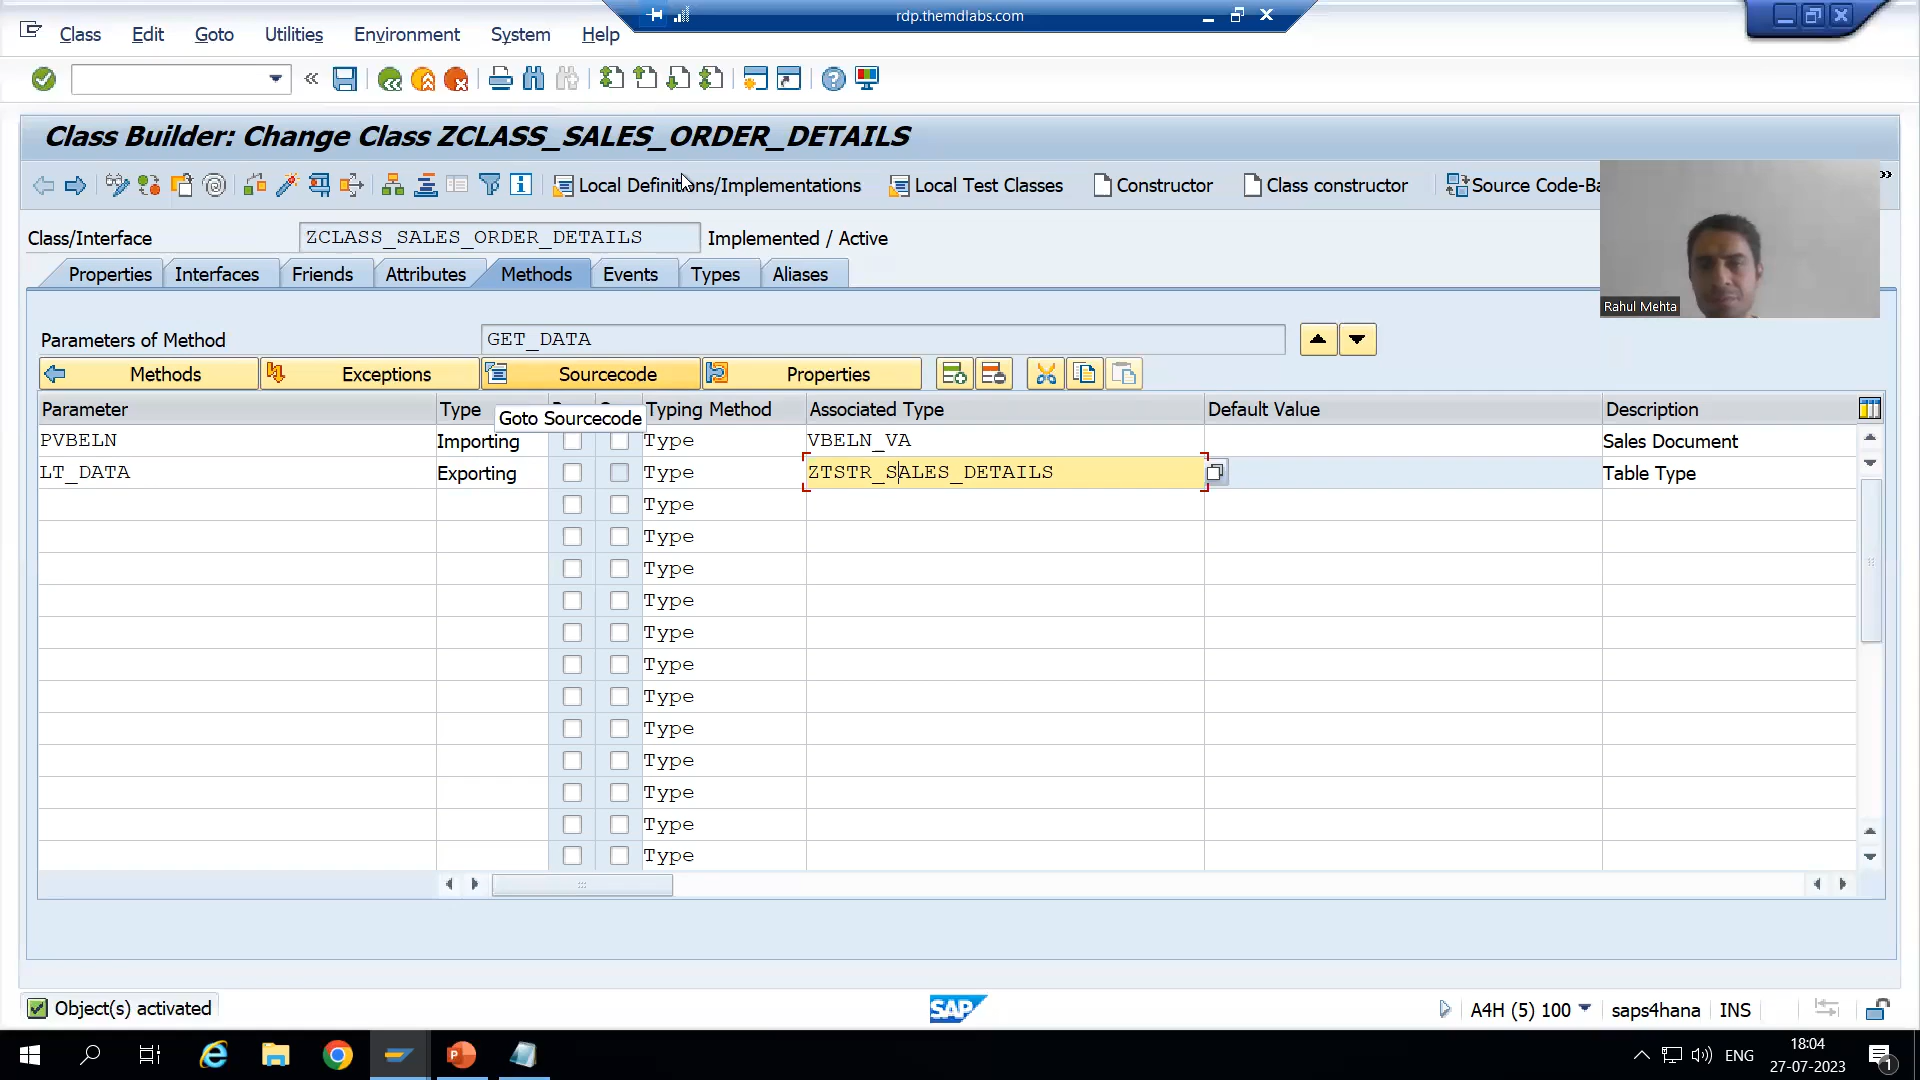 rdp.themdlabs.com
Class Edit Goto Utilities Environment System Help
Class Builder: Change Class ZCLASS_SALES_ORDER_DETAILS
Local Definitions/Implementations Local Test Classes Constructor Class constructor Source Code-Ba
Class/Interface ZCLASS_SALES_ORDER_DETAILS Implemented / Active
Properties Interfaces Friends Attributes Methods Events Types Aliases
Rahul Mehta
Parameters of Method GET_DATA
Methods Exceptions Sourcecode Properties
Parameter Type Typing Method Associated Type Default Value Description
Goto Sourcecode
PVBELN Importing Type VBELN_VA Sales Document
LT_DATA Exporting Type ZTSTR_SALES_DETAILS Table Type
Type
Type
Type
Type
Type
Type
Type
Type
Type
Type
Type
Type
Object(s) activated SAP A4H (5) 100 saps4hana INS
ENG 18:04
27-07-2023 1